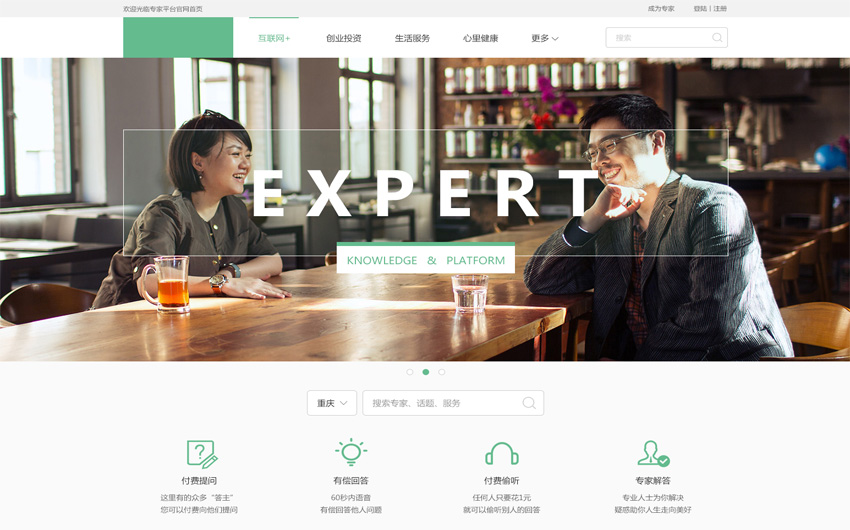 欢迎光临专家平台官网首页
成力专家 登陆丨注册
互联网+ 创业投资 生活服务 心里健康 更多
搜索
EXPERT
KNOWLEDGE & PLATFORM
重庆 搜索专家、话题、服务
付费提问 有偿回答 付费偷听 专家解答
这里有的众多“答主” 60秒内语音 任何人只要花1元 专业人士为你解决
您可以付费向他们提问 有偿回答他人问题 就可以偷听别人的回答 疑惑助你人生走向美好